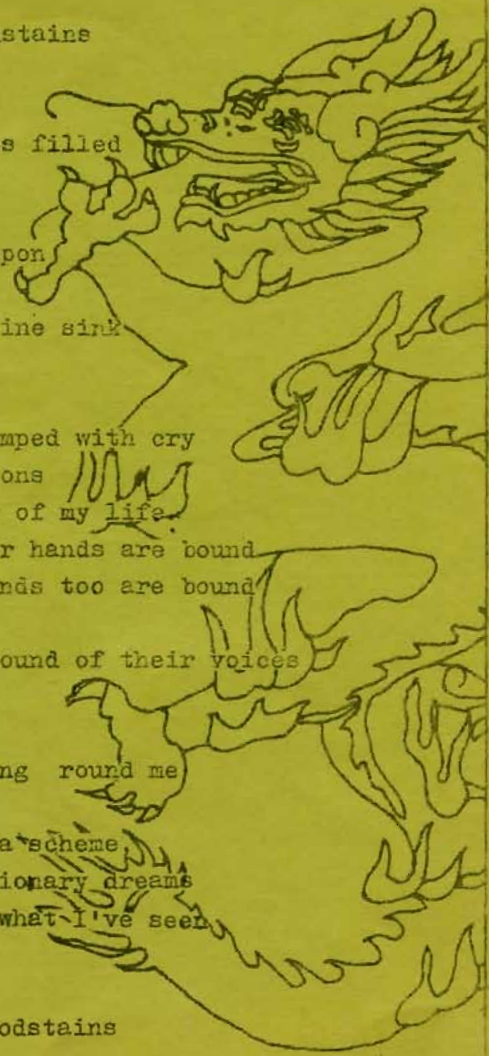 stains
s filled
pon
ine sink
mped with cry
ons
of my life.
r hands are bound
nds too are bound
ound of their voices
ng round me
a scheme
ionary dreams
what I've seen
odstains